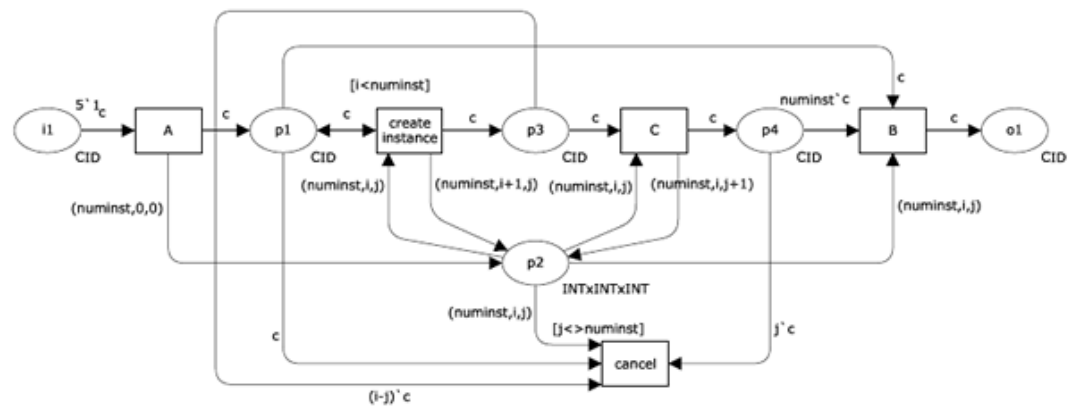 [i<numinst]
5`1
c
c
c
c
c
c
numinst`c
c
c
i1
A
p1
create
instance
p3
C
p4
B
o1
CID
CID
CID
CID
CID
(numinst,i,j)
(numinst,i+1,j)
(numinst,i,j)
(numinst,i,j+1)
(numinst,0,0)
(numinst,i,j)
p2
INTxINTxINT
(numinst,i,j)
[j<>numinst]
c
j`c
cancel
(i-j)`c